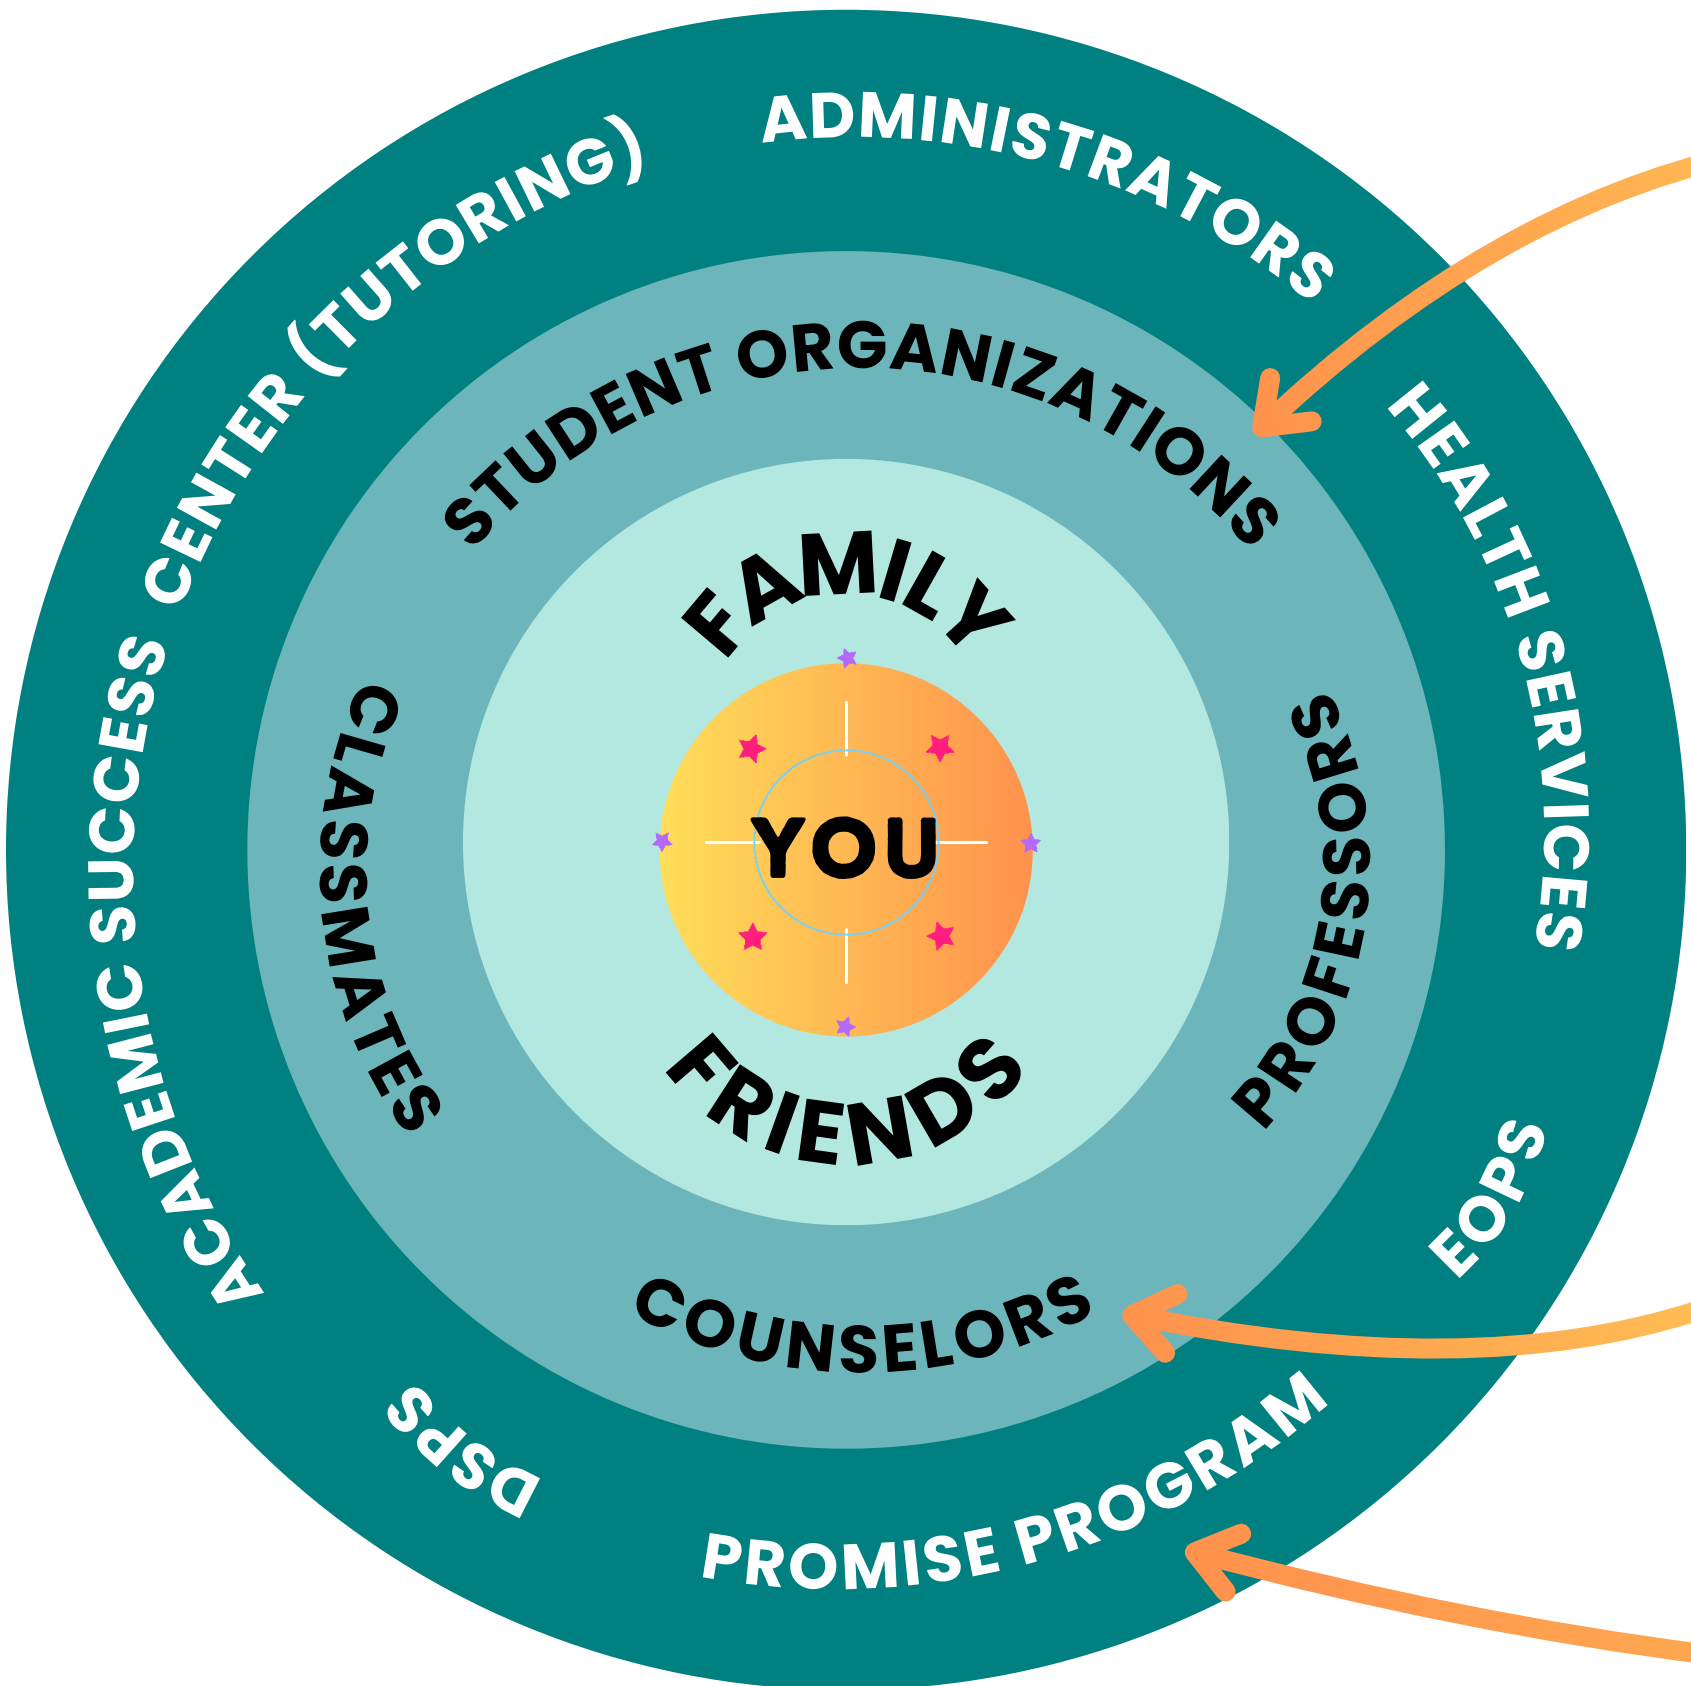 ADMINISTRATORS
HEALTH SERVICES
EOPS
PROMISE PROGRAM
DSPS
ACADEMIC SUCCESS CENTER (TUTORING)
STUDENT ORGANIZATIONS
PROFESSORS
COUNSELORS
CLASSMATES
FAMILY
YOU
FRIENDS